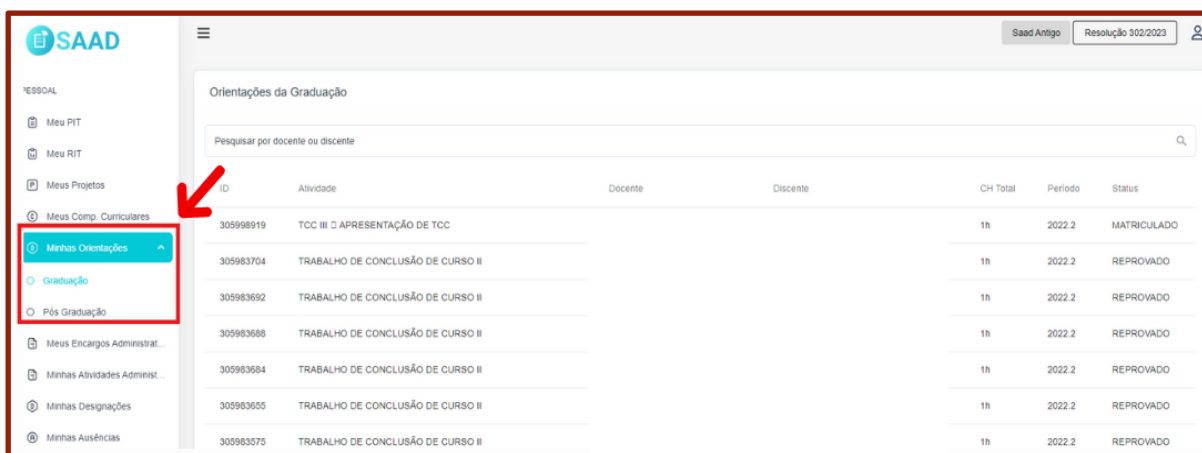 SAAD
Saad Antigo
Resolução 302/2023
PESSOAL
Meu PIT
Meu RIT
Meus Projetos
Meus Comp. Curriculares
Minhas Orientações
Graduação
Pós Graduação
Meus Encargos Administrat...
Minhas Atividades Administ...
Minhas Designações
Minhas Ausências
Orientações da Graduação
Pesquisar por docente ou discente
ID Atividade Docente Discente CH Total Período Status
305998919 TCC III ▯ APRESENTAÇÃO DE TCC 1h 2022.2 MATRICULADO
305983704 TRABALHO DE CONCLUSÃO DE CURSO II 1h 2022.2 REPROVADO
305983692 TRABALHO DE CONCLUSÃO DE CURSO II 1h 2022.2 REPROVADO
305983688 TRABALHO DE CONCLUSÃO DE CURSO II 1h 2022.2 REPROVADO
305983684 TRABALHO DE CONCLUSÃO DE CURSO II 1h 2022.2 REPROVADO
305983655 TRABALHO DE CONCLUSÃO DE CURSO II 1h 2022.2 REPROVADO
305983575 TRABALHO DE CONCLUSÃO DE CURSO II 1h 2022.2 REPROVADO